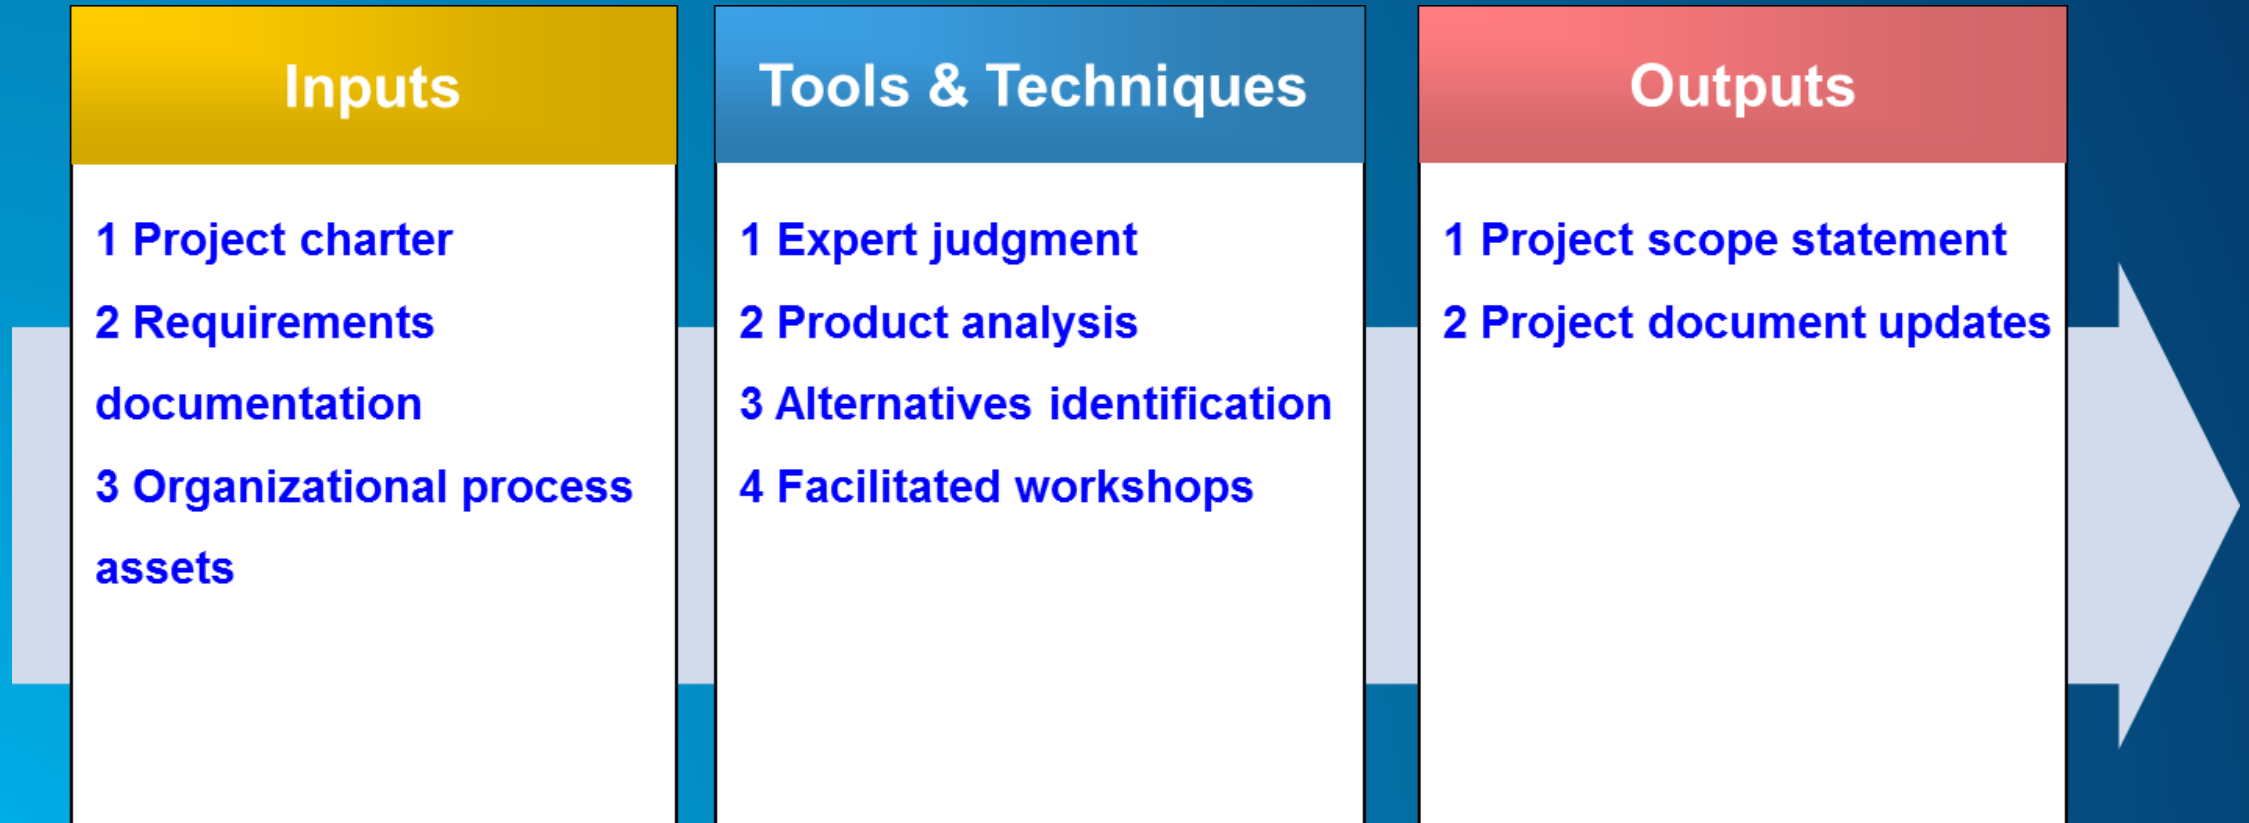 Inputs
1 Project charter
2 Requirements
documentation
3 Organizational process
assets
Tools & Techniques
1 Expert judgment
2 Product analysis
3 Alternatives identification
4 Facilitated workshops
Outputs
1 Project scope statement
2 Project document updates